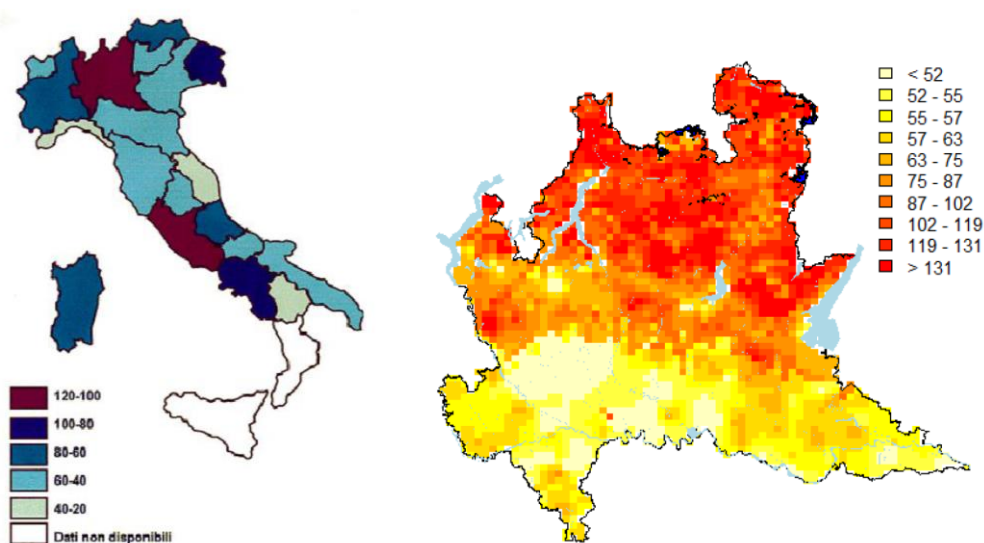 120-100
100-80
80-60
60-40
40-20
Dati non disponibili
< 52
52 - 55
55 - 57
57 - 63
63 - 75
75 - 87
87 - 102
102 - 119
119 - 131
> 131